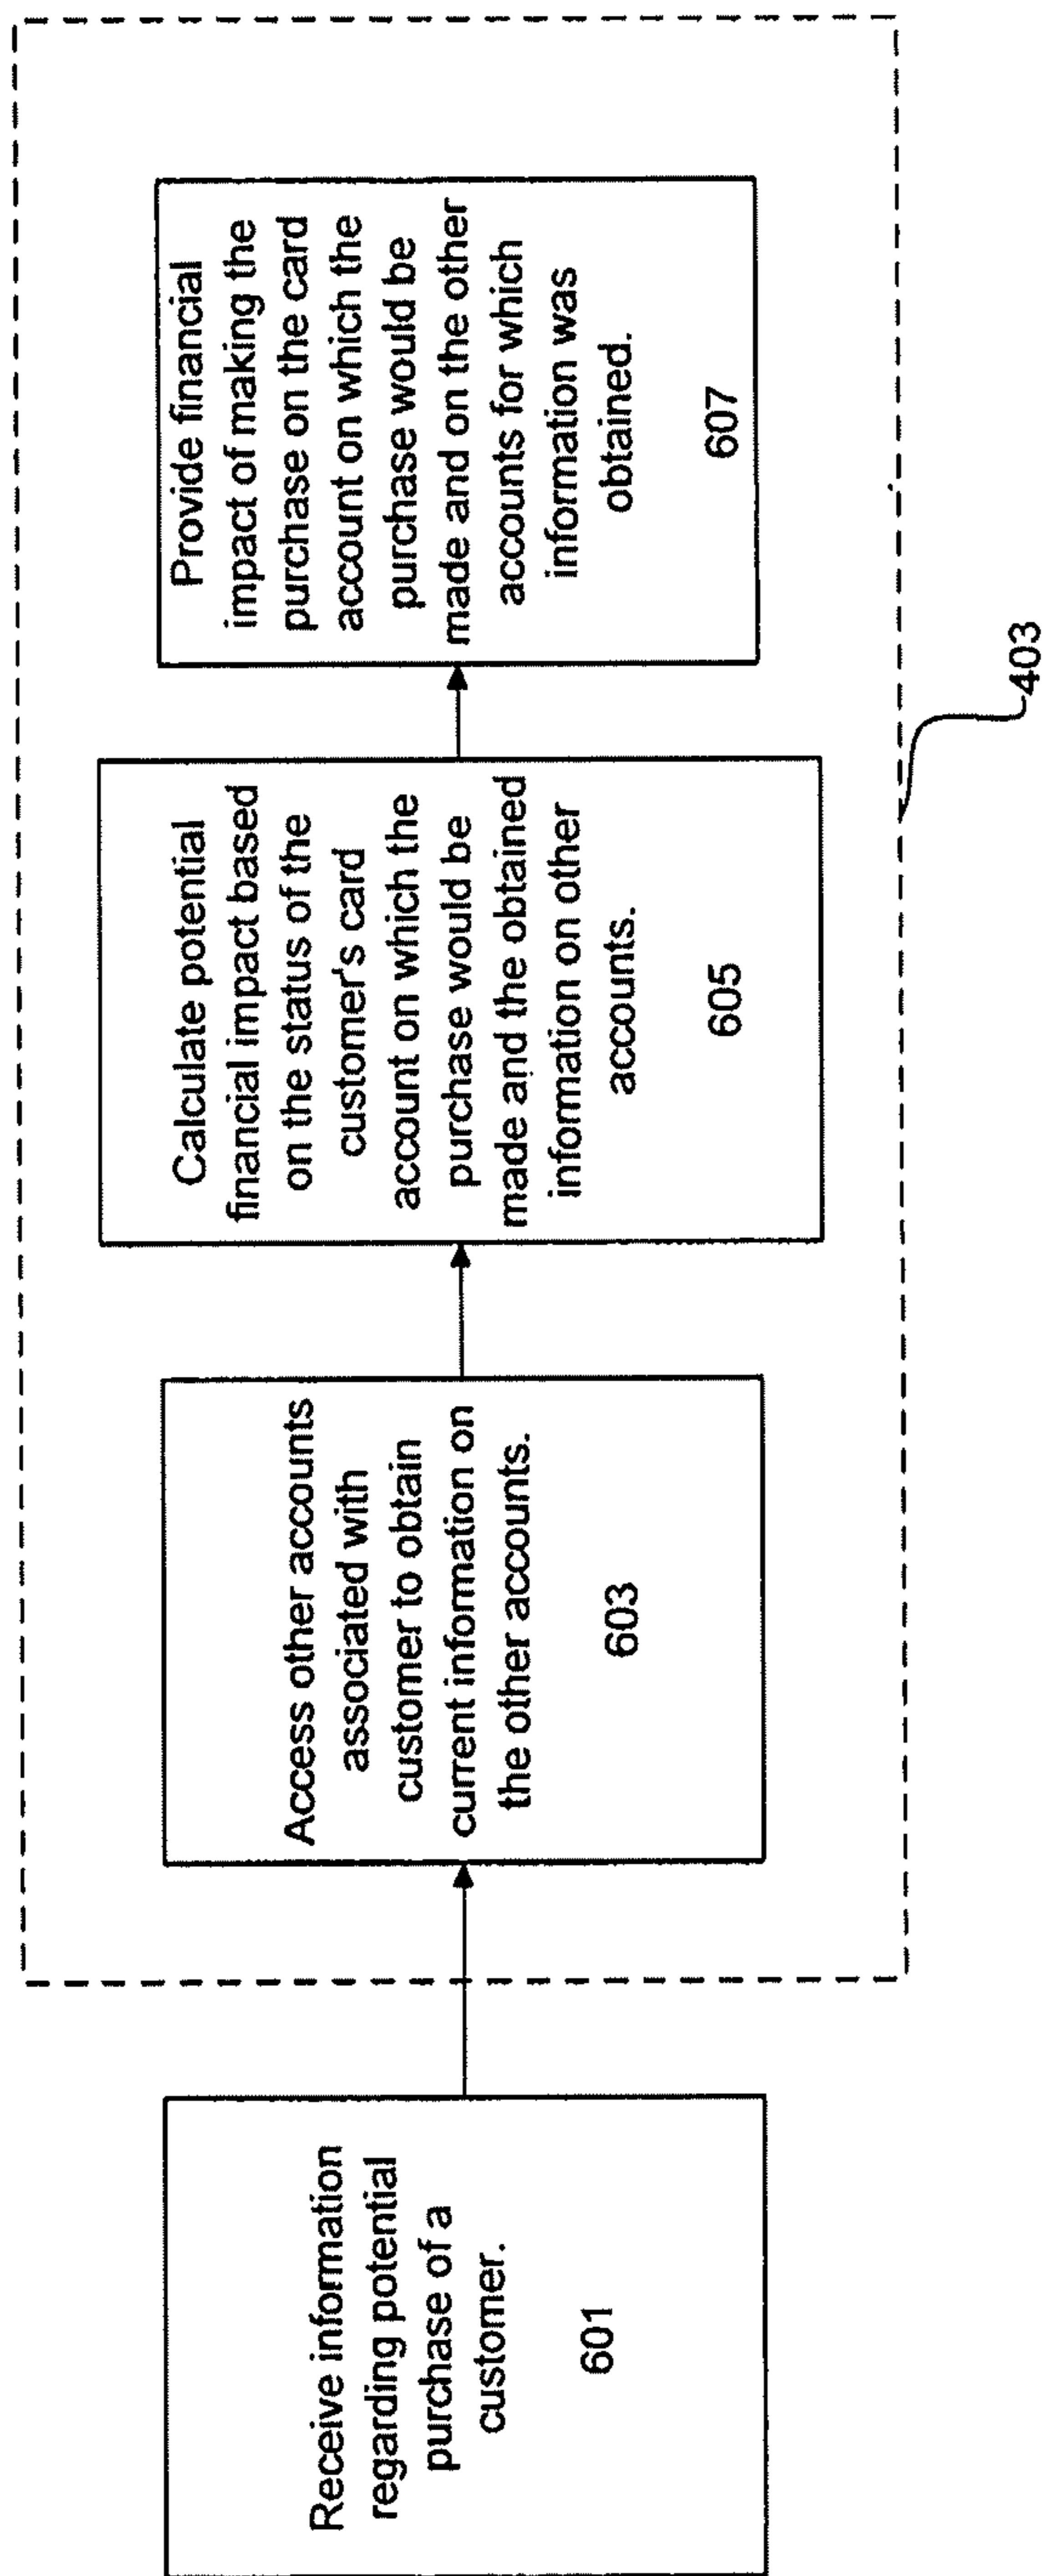 Receive information
regarding potential
purchase of a
customer.
601
Access other accounts
associated with
customer to obtain
current information on
the other accounts.
603
Calculate potential
financial impact based
on the status of the
customer's card
account on which the
purchase would be
made and the obtained
information on other
accounts.
605
Provide financial
impact of making the
purchase on the card
account on which the
purchase would be
made and on the other
accounts for which
information was
obtained.
607
403